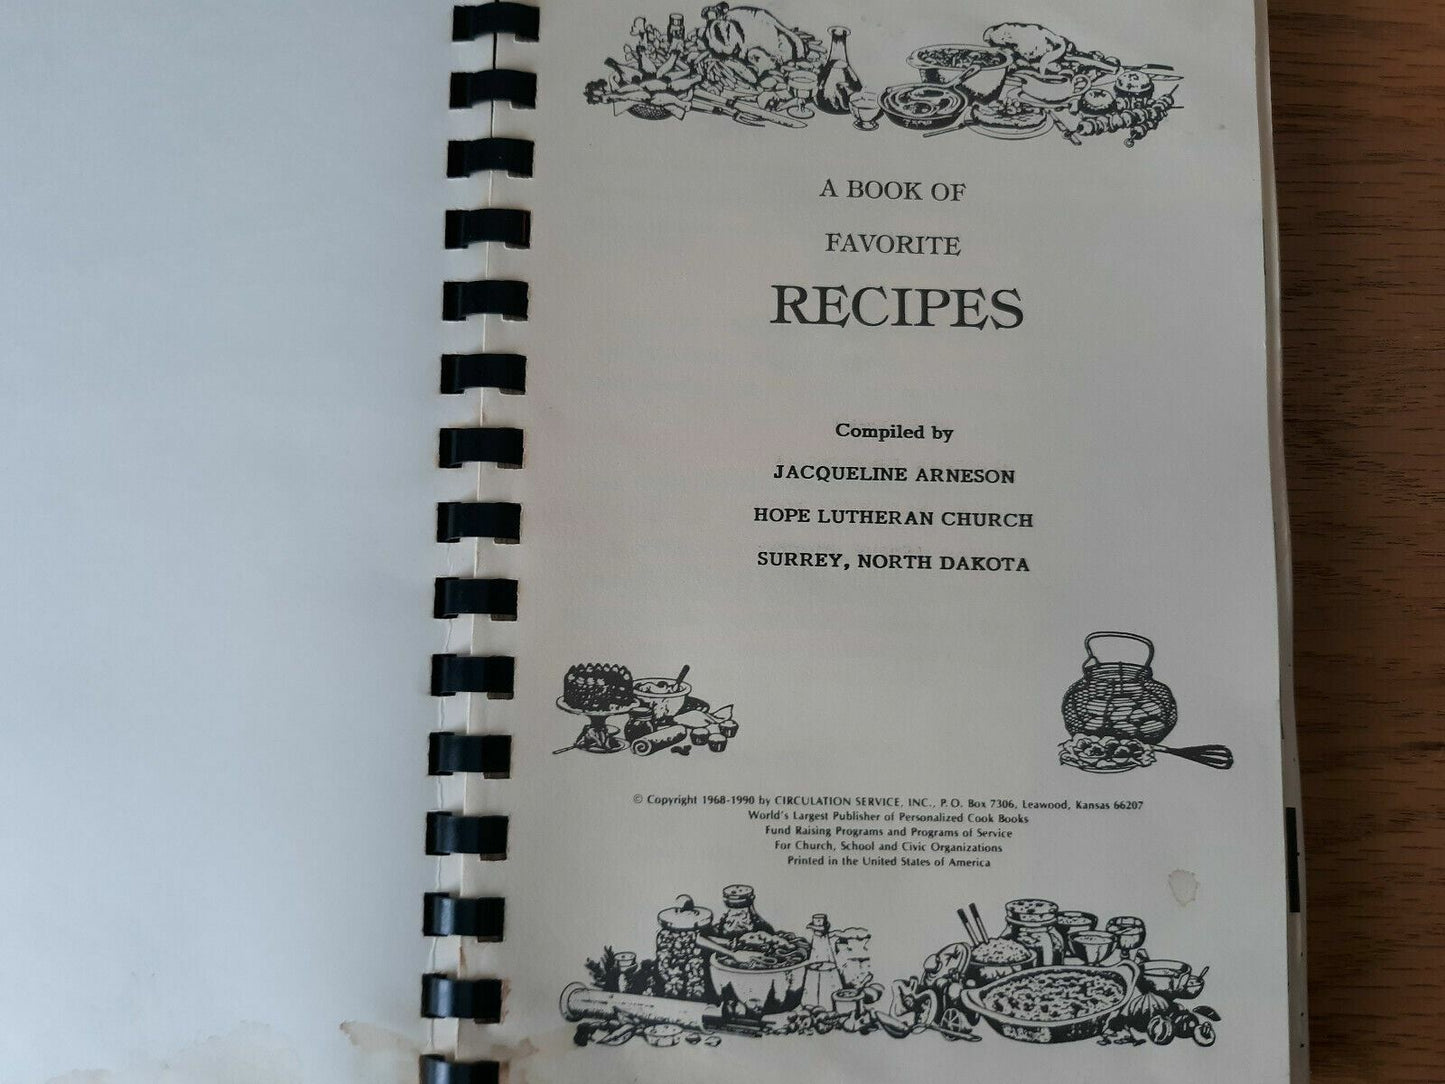 A BOOK OF
FAVORITE
RECIPES
Compiled by
JACQUELINE ARNESON
HOPE LUTHERAN CHURCH
SURREY, NORTH DAKOTA
© Copyright 1968-1990 by CIRCULATION SERVICE, INC., P. O. Box 7306, Leawood, Kansas 66207
World's Largest Publisher of Personalized Cook Books
Fund Raising Programs and Programs of Service
For Church, School and Civic Organizations
Printed in the United States of America